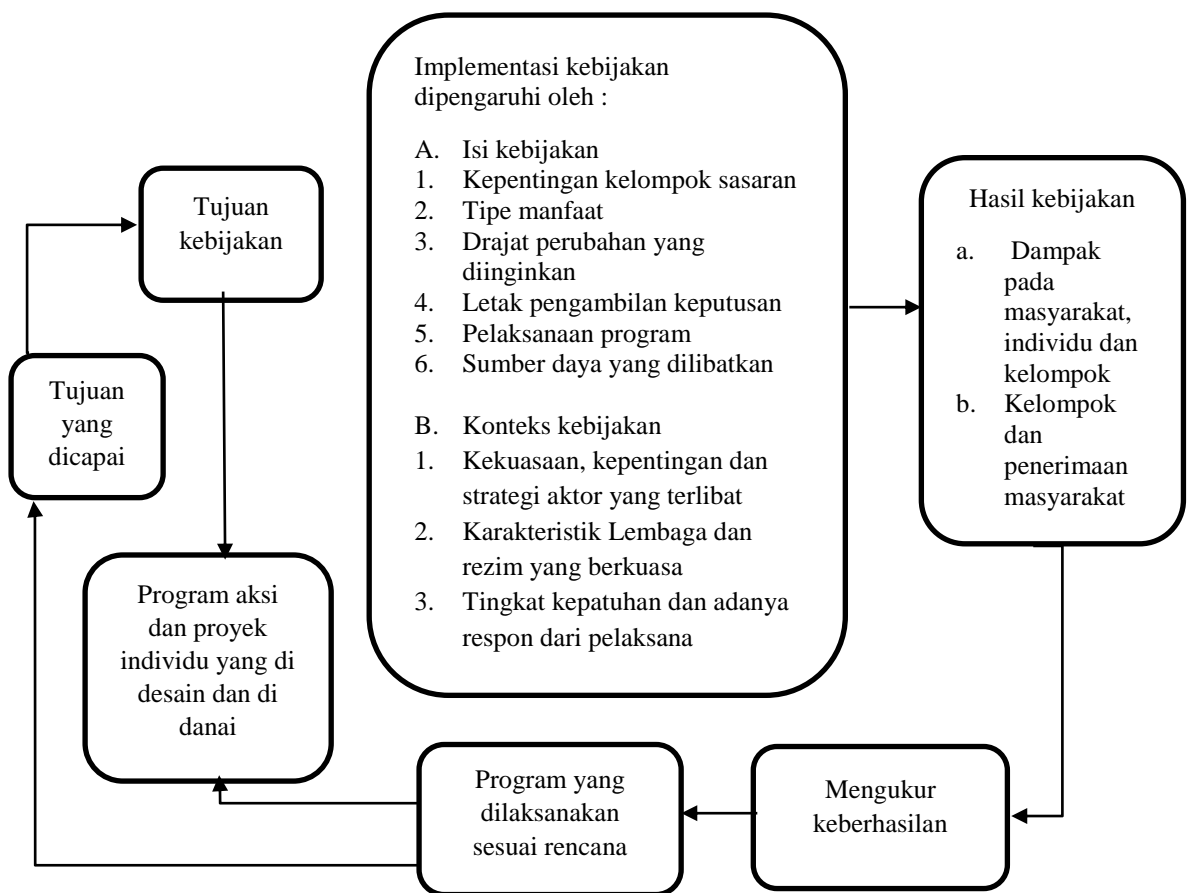 Implementasi kebijakan
dipengaruhi oleh :
A. Isi kebijakan
1. Kepentingan kelompok sasaran
2. Tipe manfaat
3. Drajat perubahan yang
diinginkan
4. Letak pengambilan keputusan
5. Pelaksanaan program
6. Sumber daya yang dilibatkan
B. Konteks kebijakan
1. Kekuasaan, kepentingan dan
strategi aktor yang terlibat
2. Karakteristik Lembaga dan
rezim yang berkuasa
3. Tingkat kepatuhan dan adanya
respon dari pelaksana
Tujuan
kebijakan
Tujuan
yang
dicapai
Program aksi
dan proyek
individu yang di
desain dan di
danai
Hasil kebijakan
a. Dampak
pada
masyarakat,
individu dan
kelompok
b. Kelompok
dan
penerimaan
masyarakat
Program yang
dilaksanakan
sesuai rencana
Mengukur
keberhasilan